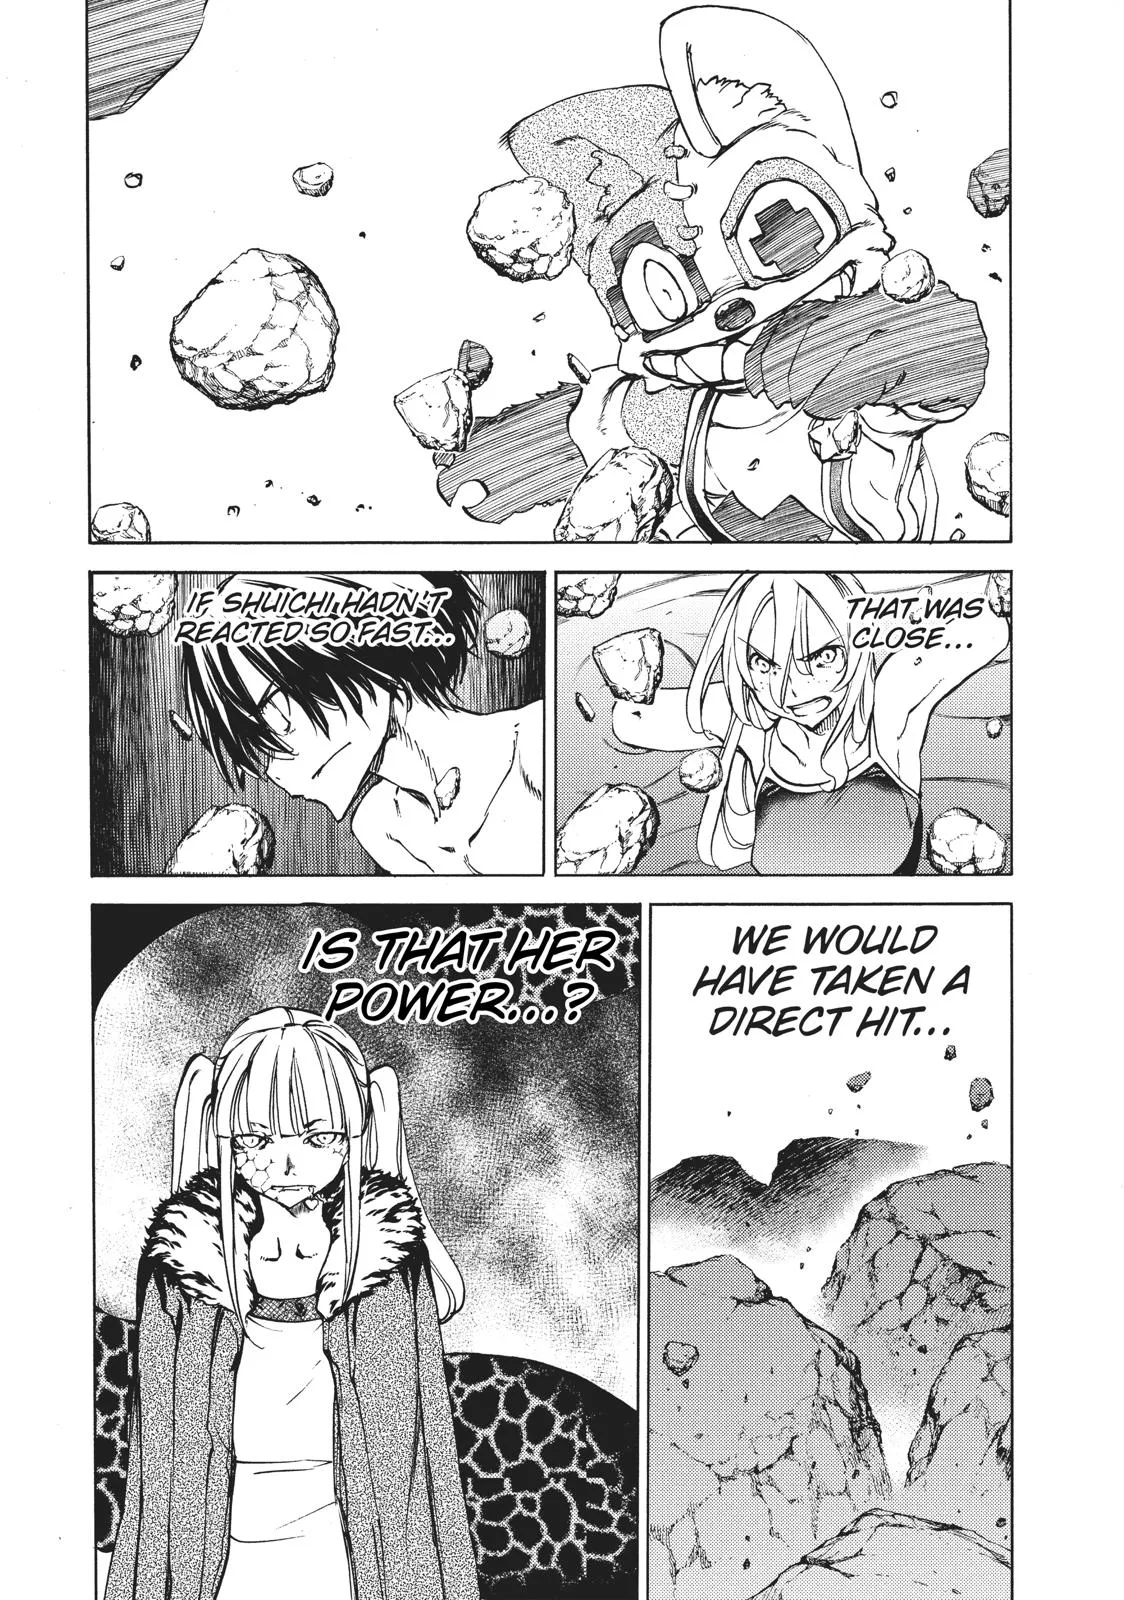 THAT WAS
CLOSE...
IF SHUICHI HADN'T
REACTED SO FAST...
WE WOULD
HAVE TAKEN A
DIRECT HIT...
IS THAT HER
POWER...?